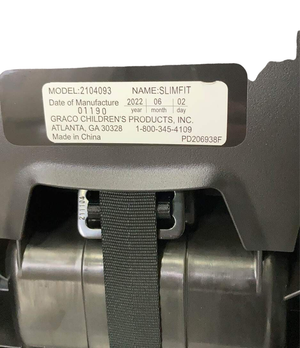 MODEL:2104093 NAME:SLIMFIT
Date of Manufacture 2022 06 02
01190 year month day
GRACO CHILDREN'S PRODUCTS, INC.
ATLANTA, GA 30328 1-800-345-4109
Made in China PD206938F